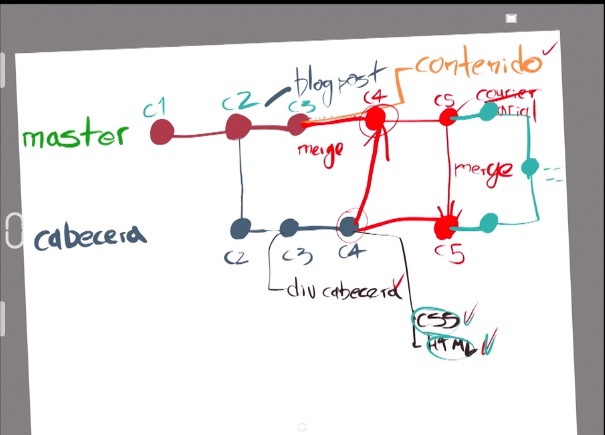 contenido
blogpost
c1
c2
c3
c4
c5
courier
arial
master
merge
merge
cabecera
c2
c3
c4
c5
div cabecera
CSS
HTML